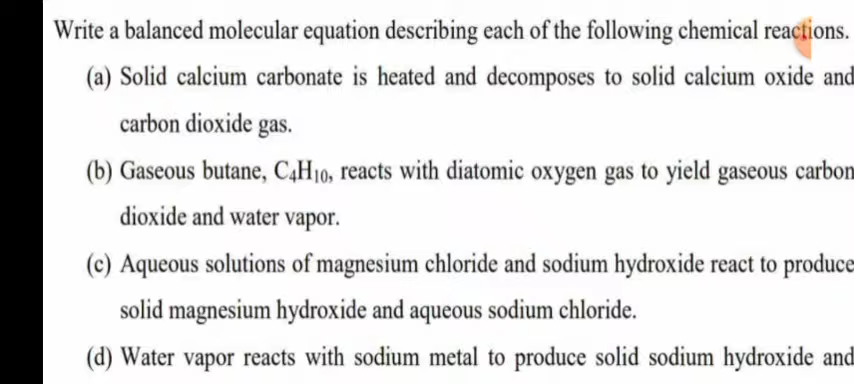 Write a balanced molecular equation describing each of the following chemical reactions.
(a) Solid calcium carbonate is heated and decomposes to solid calcium oxide and
carbon dioxide gas.
(b) Gaseous butane, C₄H₁₀, reacts with diatomic oxygen gas to yield gaseous carbon
dioxide and water vapor.
(c) Aqueous solutions of magnesium chloride and sodium hydroxide react to produce
solid magnesium hydroxide and aqueous sodium chloride.
(d) Water vapor reacts with sodium metal to produce solid sodium hydroxide and